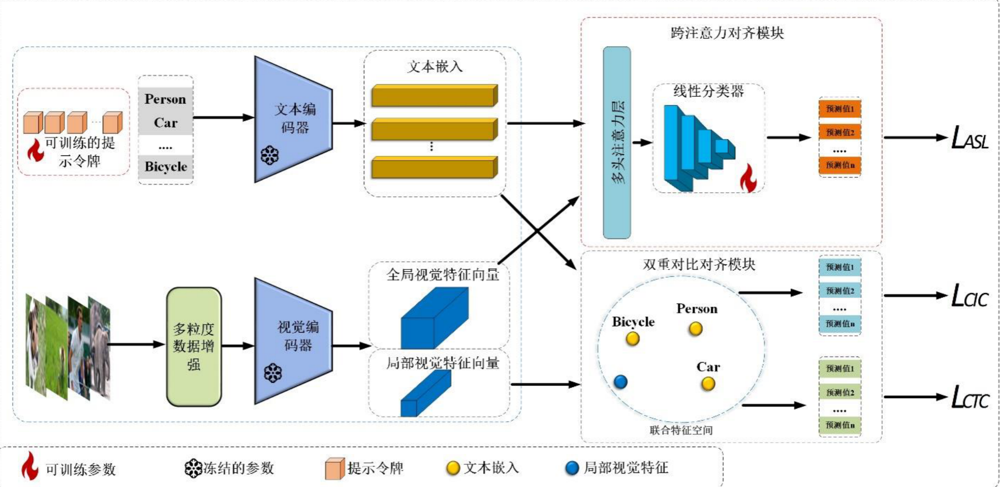 跨注意力对齐模块
文本嵌入
Person
Car
....
Bicycle
可训练的提
示令牌
文本编
码器
多头注意力层
线性分类器
预测值1
预测值2
....
预测值n
LASL
多粒度
数据增
强
视觉编
码器
全局视觉特征向量
局部视觉特征向量
双重对比对齐模块
Bicycle
Person
Car
联合特征空间
预测值1
预测值2
....
预测值n
LCIC
预测值1
预测值2
....
预测值n
LCTC
可训练参数
冻结的参数
提示令牌
文本嵌入
局部视觉特征